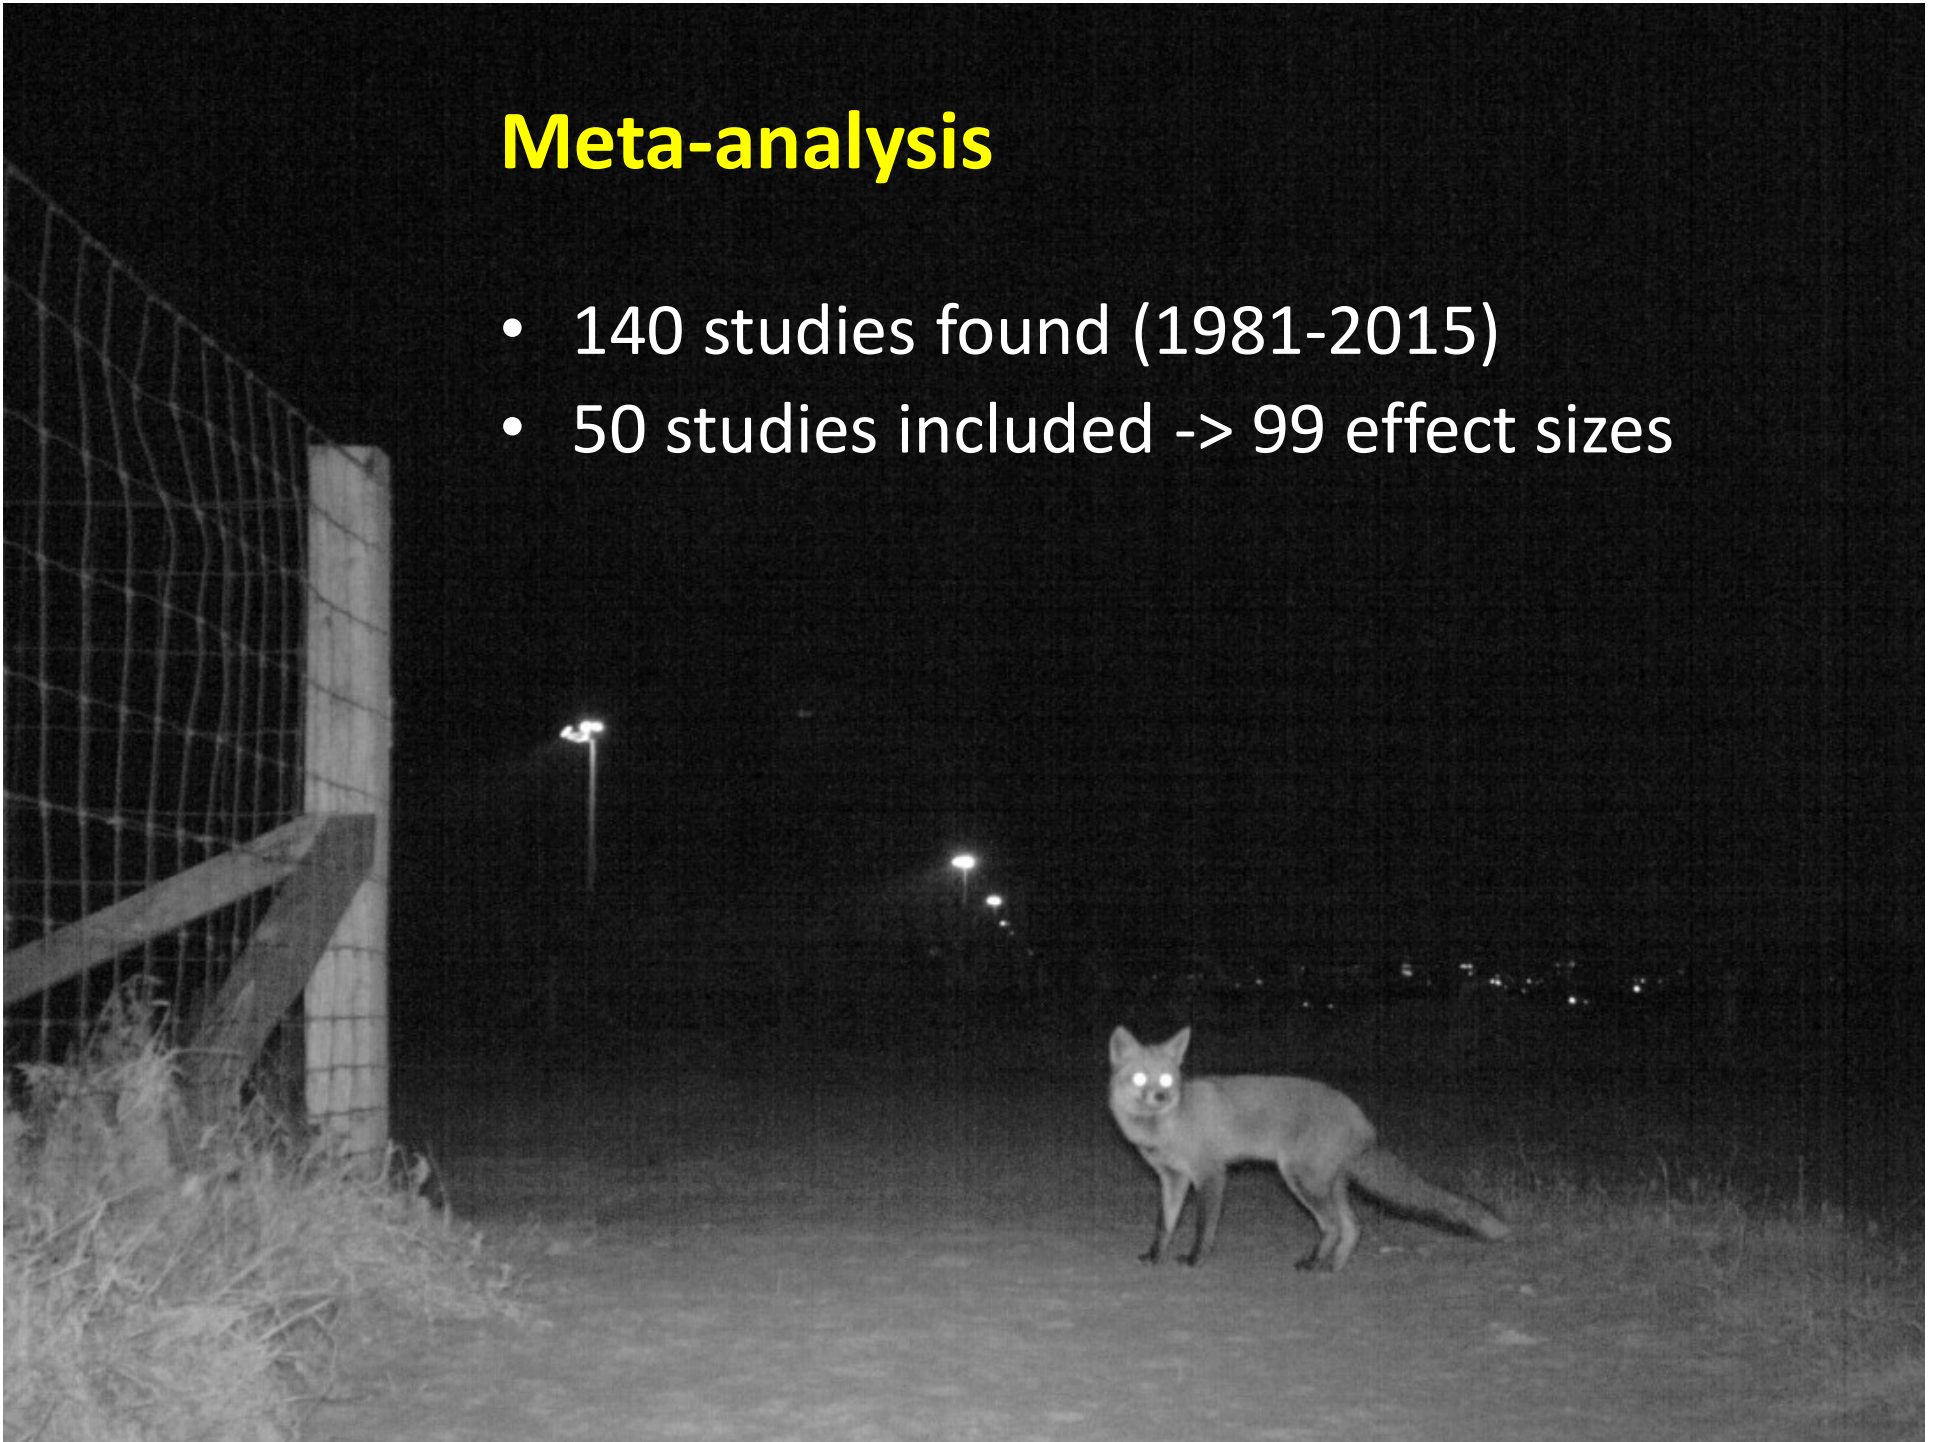 Meta-analysis
• 140 studies found (1981-2015)
• 50 studies included -> 99 effect sizes